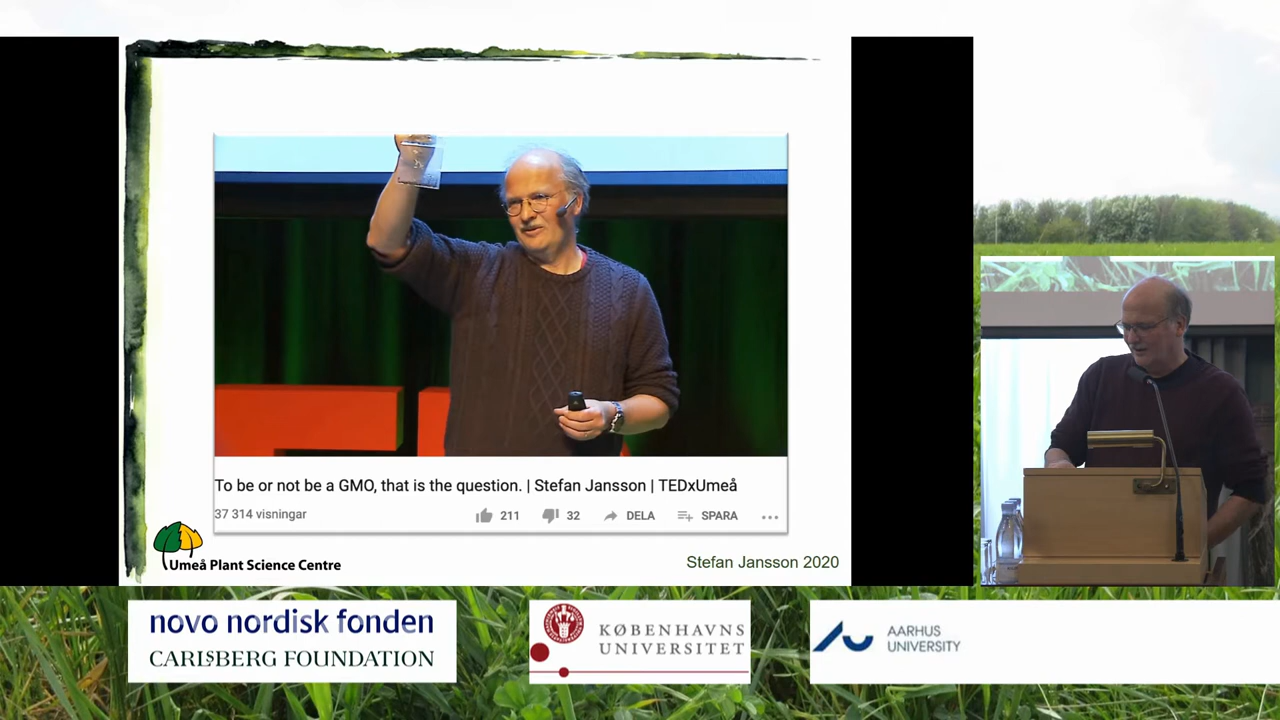 To be or not be a GMO, that is the question. | Stefan Jansson | TEDxUmeå
37 314 visningar
211
32
DELA
SPARA
Umeå Plant Science Centre
Stefan Jansson 2020
novo nordisk fonden
CARLSBERG FOUNDATION
KØBENHAVNS
UNIVERSITET
AARHUS
UNIVERSITY